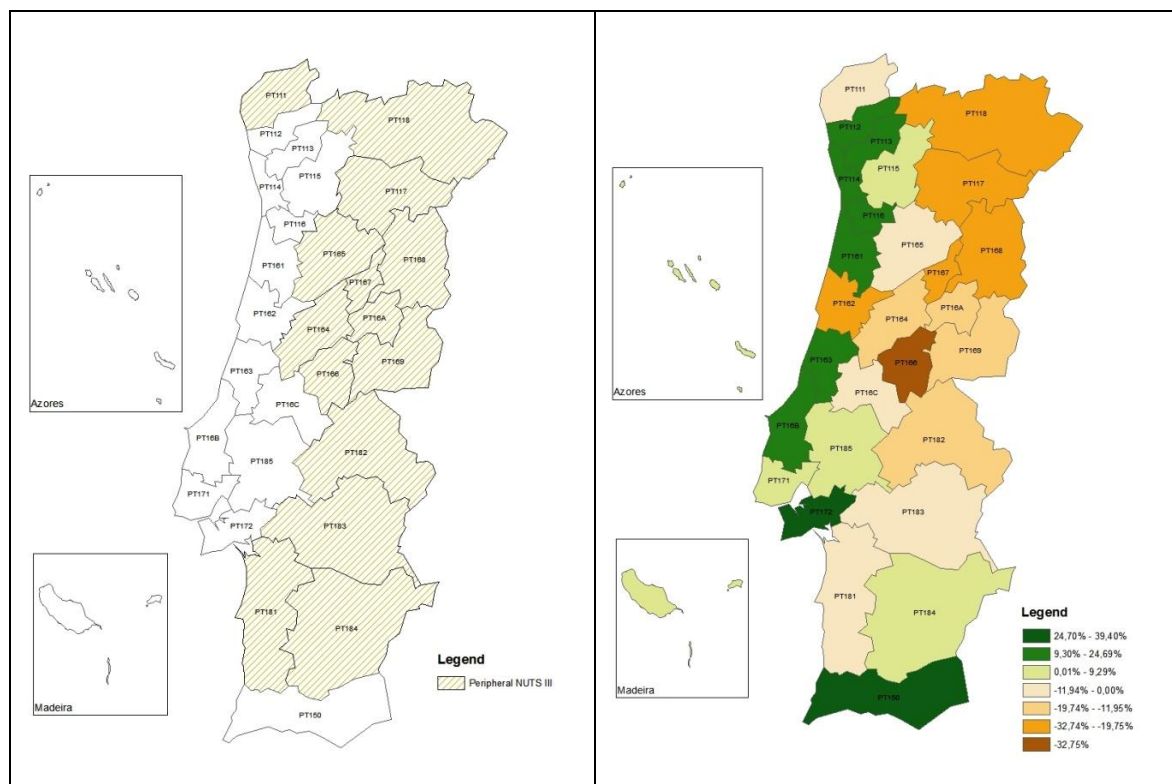 PT111
PT118
PT112
PT113
PT115
PT114
PT117
PT116
PT165
PT168
PT161
PT167
PT162
PT16A
PT164
PT169
PT163
PT166
PT16C
PT16B
PT182
PT185
PT171
PT172
PT183
PT181
PT184
PT150
Azores
Madeira
Legend
Peripheral NUTS III
PT111
PT118
PT112
PT113
PT115
PT114
PT117
PT116
PT165
PT168
PT161
PT167
PT162
PT16A
PT164
PT169
PT163
PT166
PT16C
PT16B
PT182
PT185
PT171
PT172
PT183
PT181
PT184
PT150
Azores
Madeira
Legend
24,70% - 39,40%
9,30% - 24,69%
0,01% - 9,29%
-11,94% - 0,00%
-19,74% - -11,95%
-32,74% - -19,75%
-32,75%